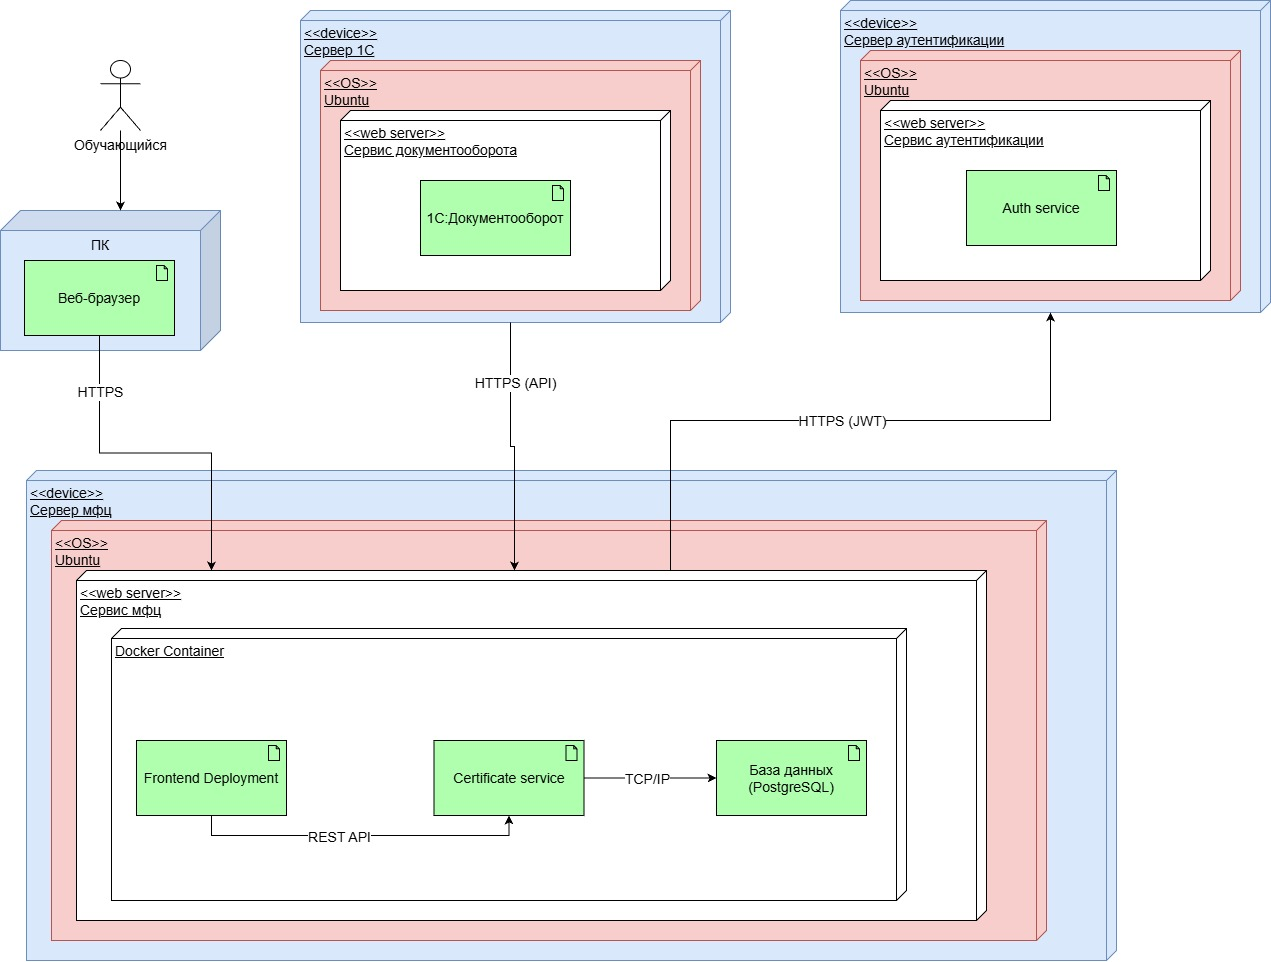 Обучающийся
ПК
Веб-браузер
HTTPS
<<device>>
Сервер 1С
<<OS>>
Ubuntu
<<web server>>
Сервис документооборота
1С:Документооборот
HTTPS (API)
<<device>>
Сервер аутентификации
<<OS>>
Ubuntu
<<web server>>
Сервис аутентификации
Auth service
HTTPS (JWT)
<<device>>
Сервер мфц
<<OS>>
Ubuntu
<<web server>>
Сервис мфц
Docker Container
Frontend Deployment
REST API
Certificate service
TCP/IP
База данных
(PostgreSQL)